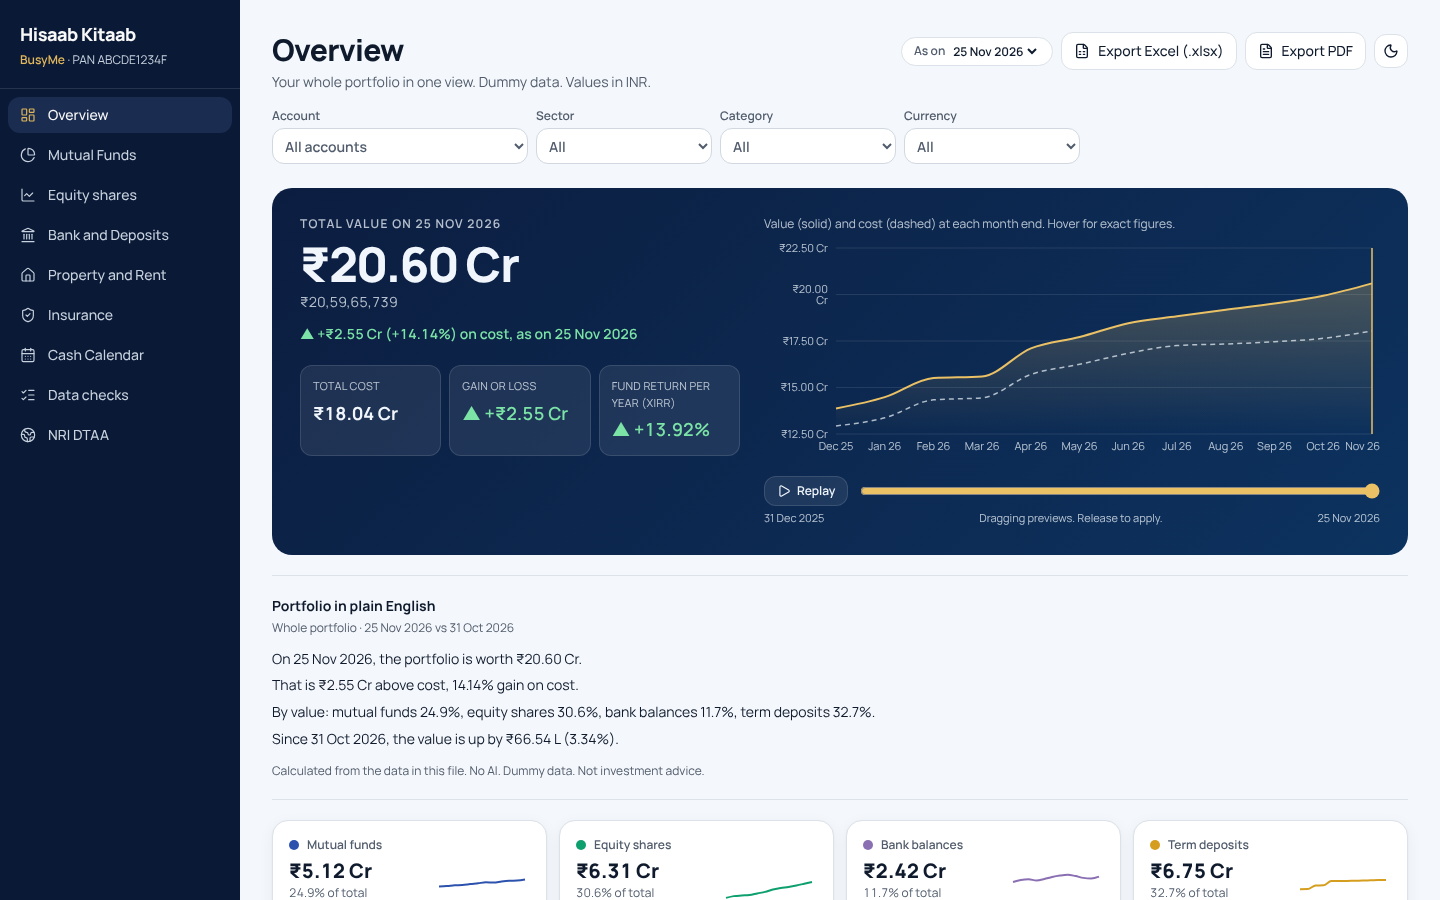 Hisaab Kitaab
BusyMe · PAN ABCDE1234F
Overview
Mutual Funds
Equity shares
Bank and Deposits
Property and Rent
Insurance
Cash Calendar
Data checks
NRI DTAA
Overview
Your whole portfolio in one view. Dummy data. Values in INR.
As on 25 Nov 2026
Export Excel (.xlsx)
Export PDF
Account
All accounts
Sector
All
Category
All
Currency
All
TOTAL VALUE ON 25 NOV 2026
₹20.60 Cr
₹20,59,65,739
▲ +₹2.55 Cr (+14.14%) on cost, as on 25 Nov 2026
TOTAL COST
₹18.04 Cr
GAIN OR LOSS
▲ +₹2.55 Cr
FUND RETURN PER
YEAR (XIRR)
▲ +13.92%
Value (solid) and cost (dashed) at each month end. Hover for exact figures.
₹22.50 Cr
₹20.00
Cr
₹17.50 Cr
₹15.00 Cr
₹12.50 Cr
Dec 25 Jan 26 Feb 26 Mar 26 Apr 26 May 26 Jun 26 Jul 26 Aug 26 Sep 26 Oct 26 Nov 26
Replay
31 Dec 2025 Dragging previews. Release to apply. 25 Nov 2026
Portfolio in plain English
Whole portfolio · 25 Nov 2026 vs 31 Oct 2026
On 25 Nov 2026, the portfolio is worth ₹20.60 Cr.
That is ₹2.55 Cr above cost, 14.14% gain on cost.
By value: mutual funds 24.9%, equity shares 30.6%, bank balances 11.7%, term deposits 32.7%.
Since 31 Oct 2026, the value is up by ₹66.54 L (3.34%).
Calculated from the data in this file. No AI. Dummy data. Not investment advice.
Mutual funds
₹5.12 Cr
24.9% of total
Equity shares
₹6.31 Cr
30.6% of total
Bank balances
₹2.42 Cr
11.7% of total
Term deposits
₹6.75 Cr
32.7% of total